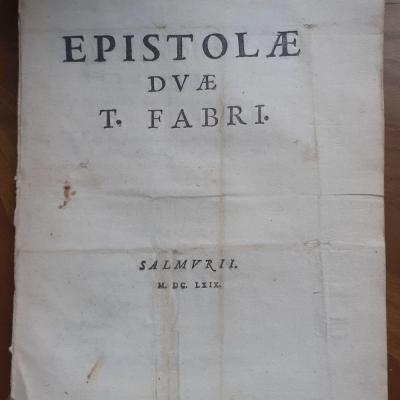 EPISTOLÆ
DVÆ
T. FABRI.
SALMVRII.
M. DC. LXIX.